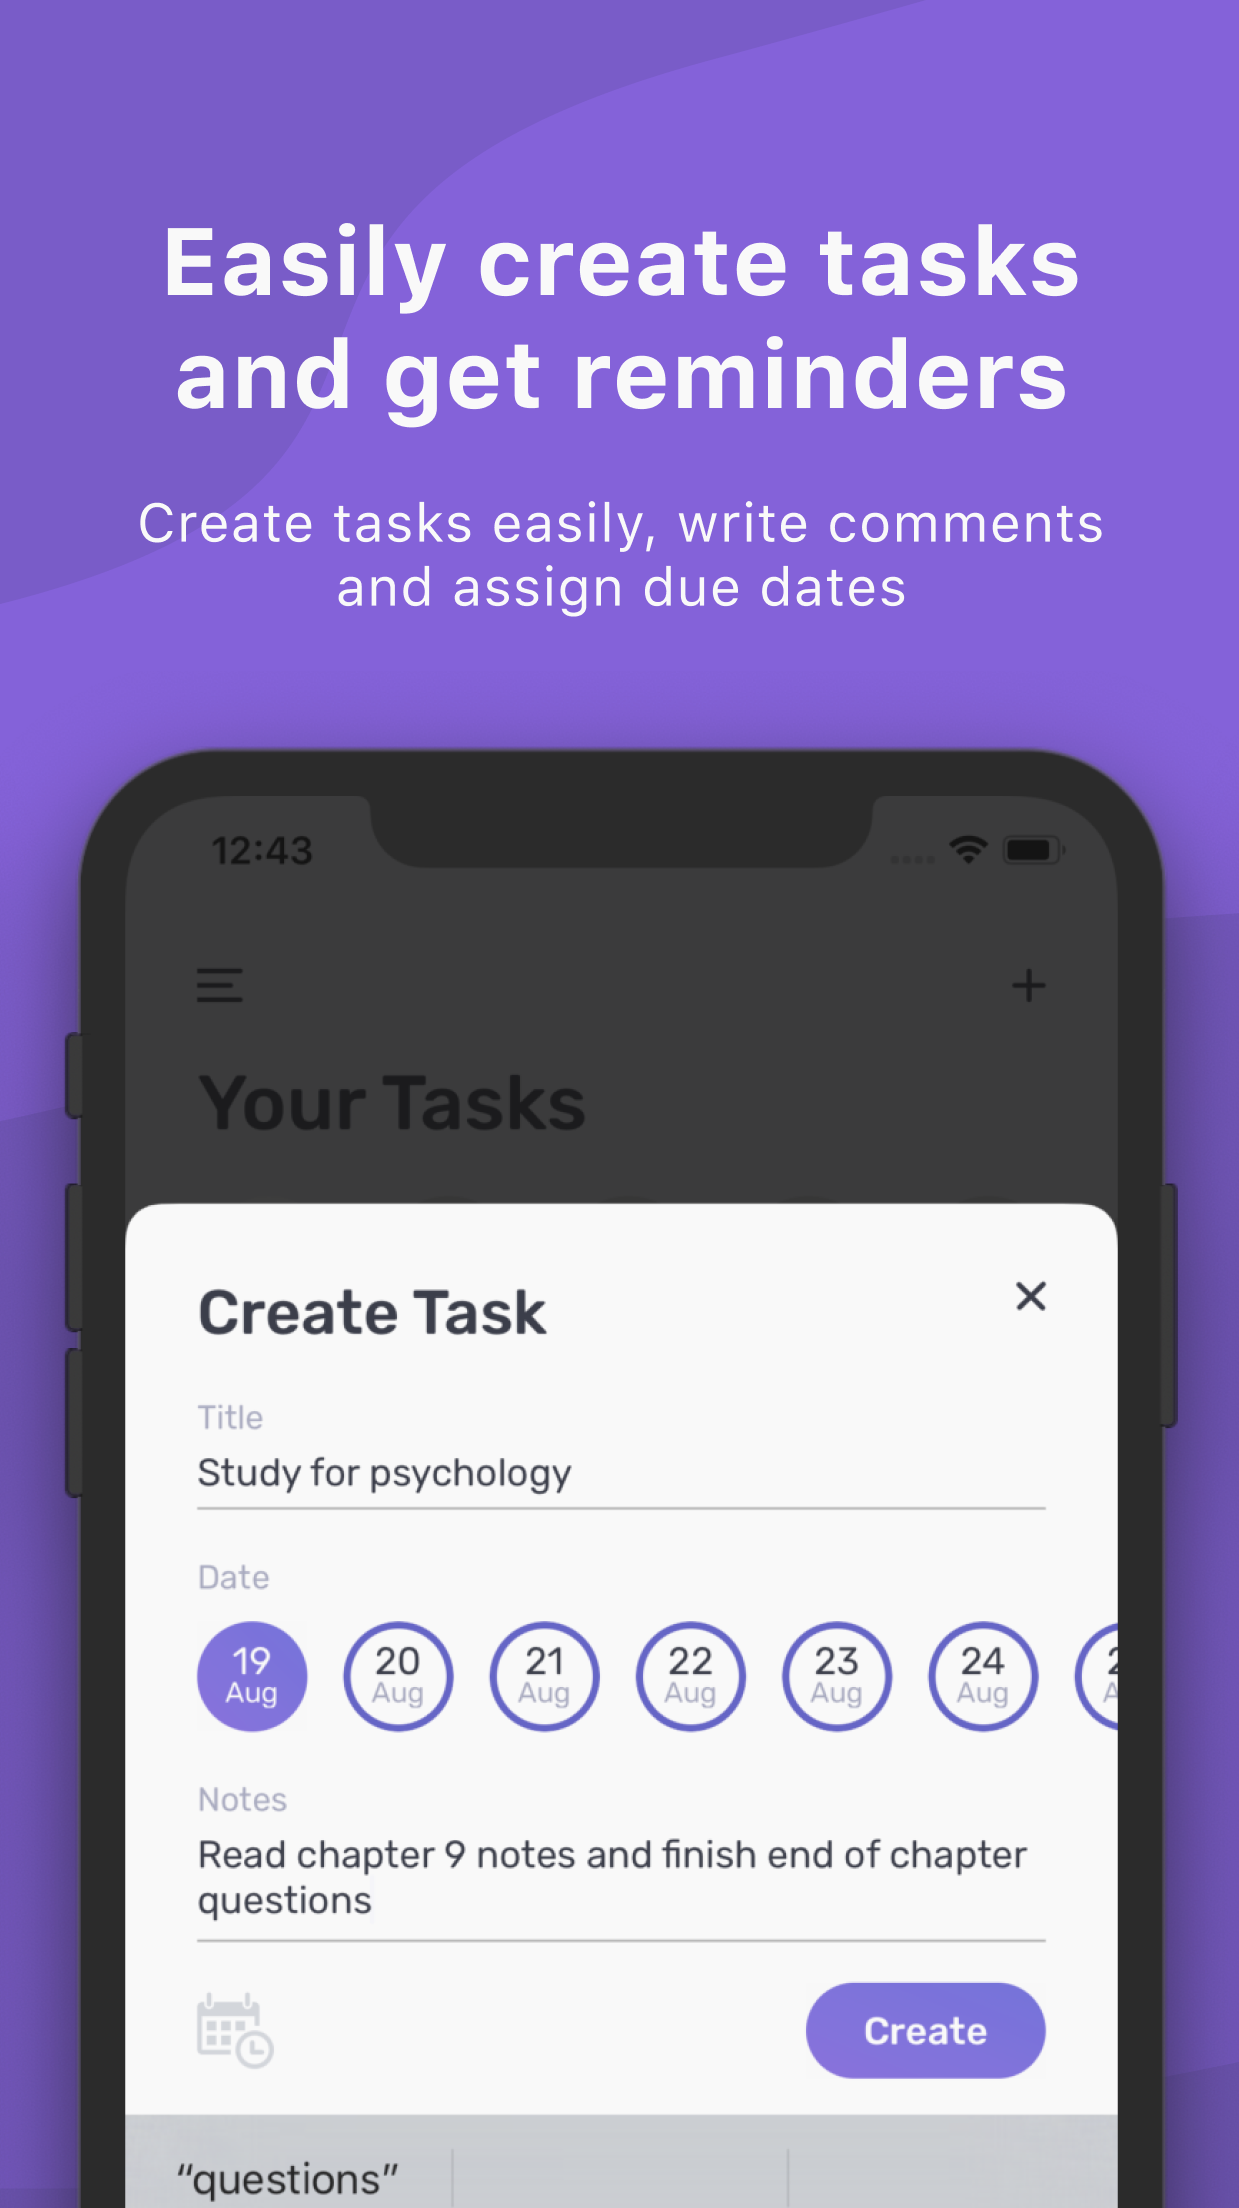 Easily create tasks
and get reminders
Create tasks easily, write comments
and assign due dates
12:43
Your Tasks
Create Task
Title
Study for psychology
Date
19 20 21 22 23 24
Aug Aug Aug Aug Aug Aug
Notes
Read chapter 9 notes and finish end of chapter
questions
Create
“questions”